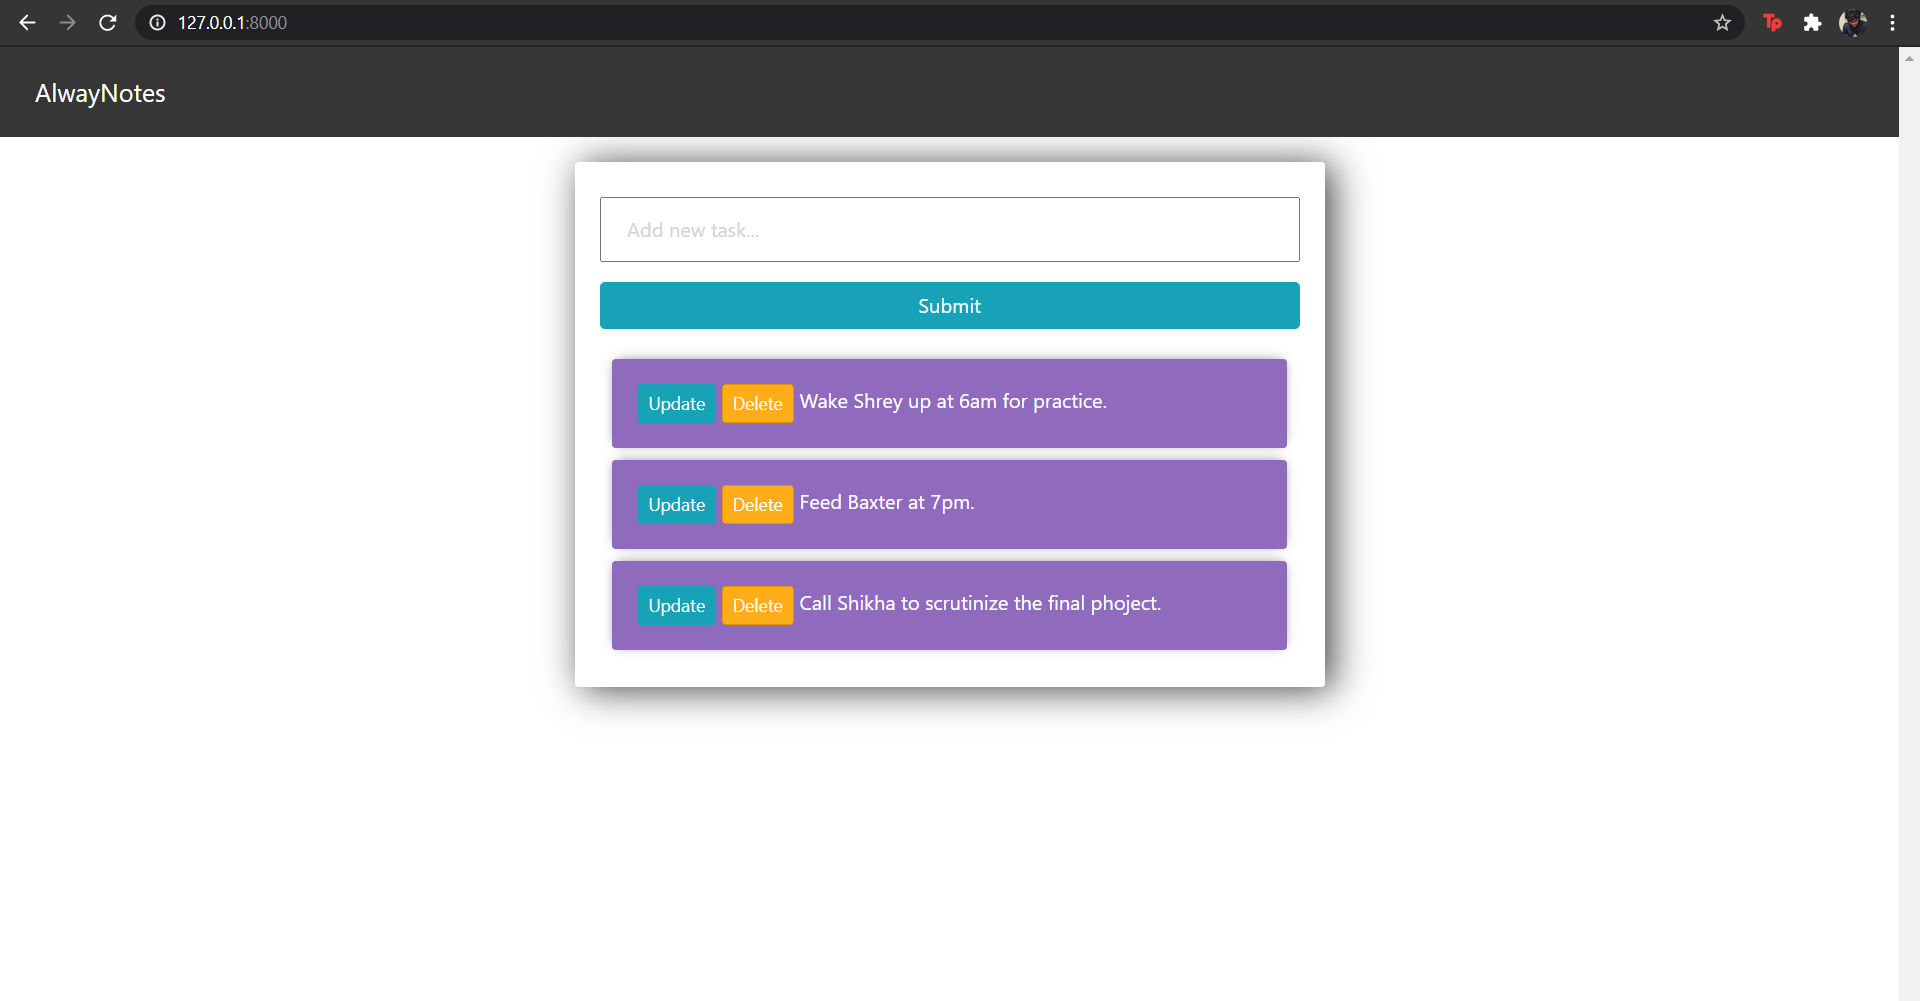 127.0.0.1:8000
Tp
AlwayNotes
Add new task...
Submit
Update Delete Wake Shrey up at 6am for practice.
Update Delete Feed Baxter at 7pm.
Update Delete Call Shikha to scrutinize the final phoject.